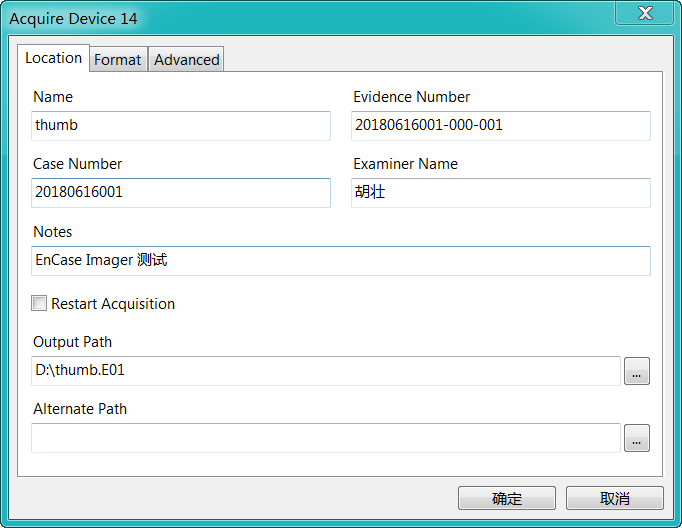 Acquire Device 14
Location Format Advanced
Name Evidence Number
thumb 20180616001-000-001
Case Number Examiner Name
20180616001 胡壮
Notes
EnCase Imager 测试
Restart Acquisition
Output Path
D:\thumb.E01
...
Alternate Path
...
确定 取消